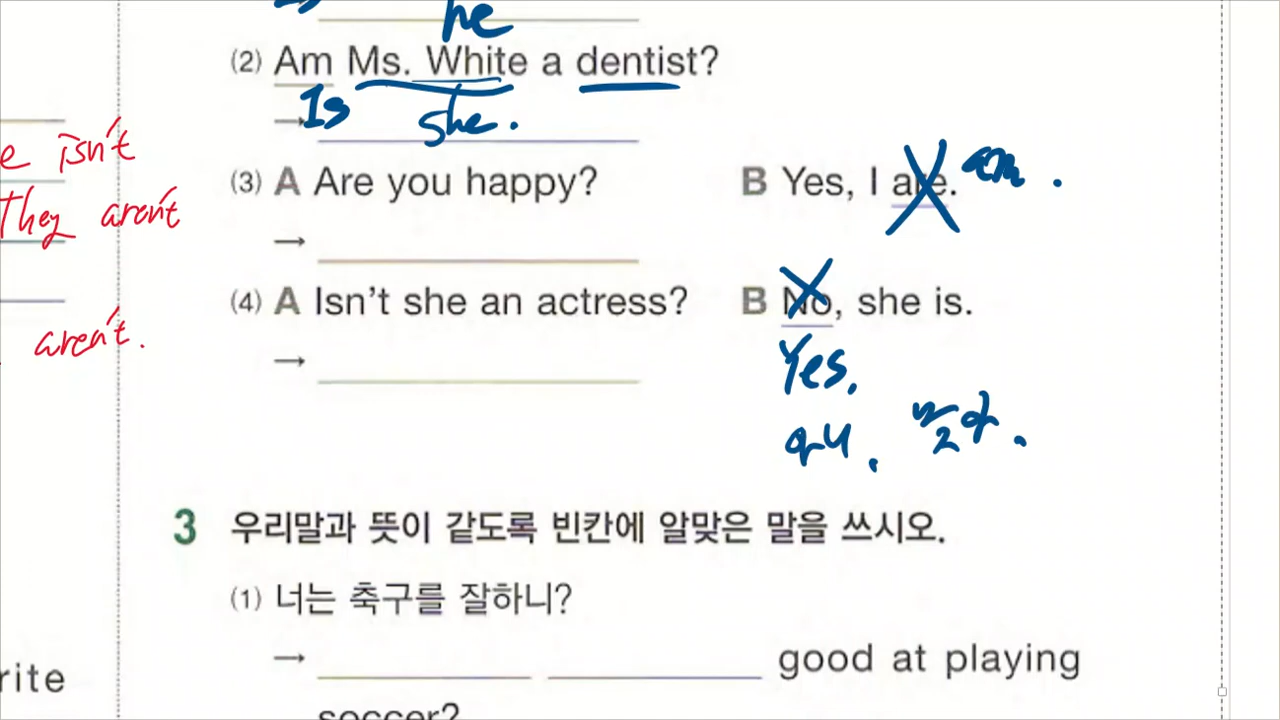 he
(2) Am Ms. White a dentist?
→ Is she.
e isn't
(3) A Are you happy? B Yes, I are. am.
They aren't
→
(4) A Isn't she an actress? B No, she is.
aren't.
→ Yes.
3 우리말과 뜻이 같도록 빈칸에 알맞은 말을 쓰시오.
(1) 너는 축구를 잘하니?
→ good at playing
rite
soccer?